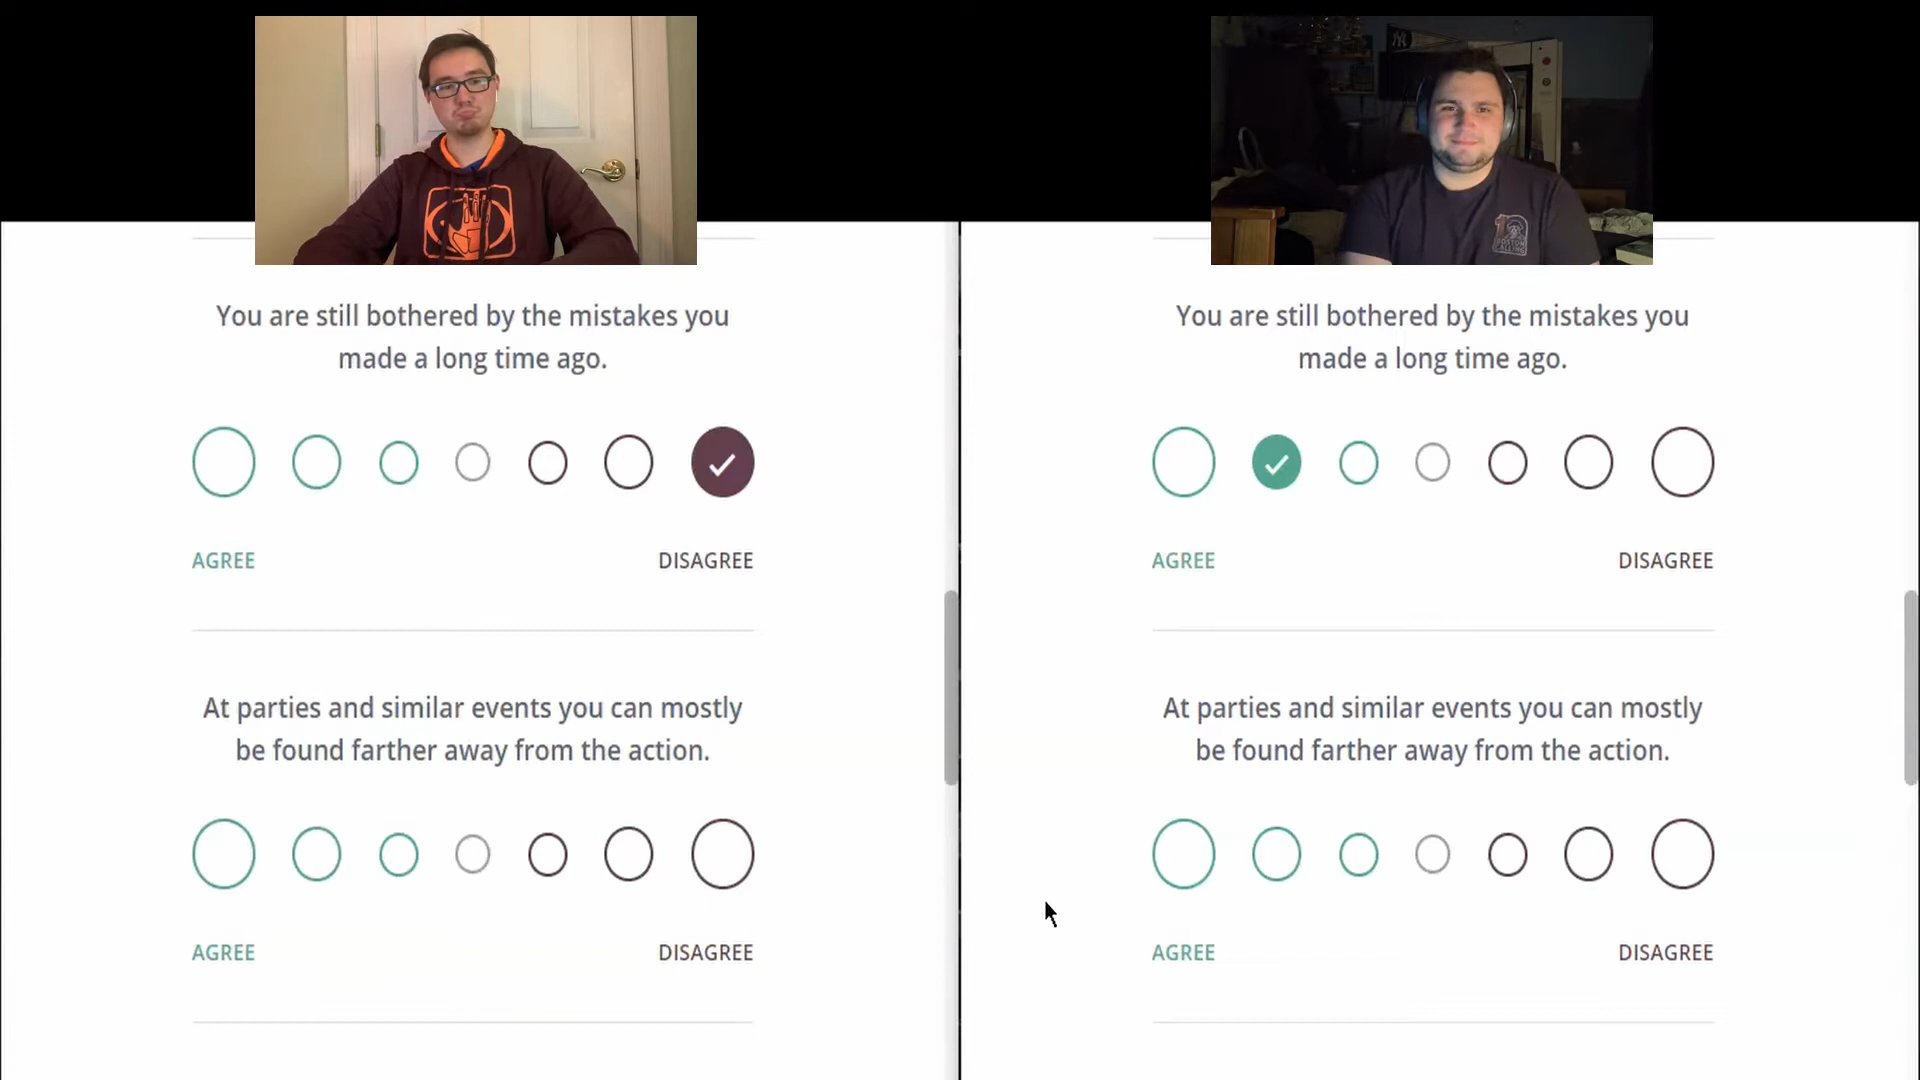 You are still bothered by the mistakes you
made a long time ago.
AGREE
DISAGREE
At parties and similar events you can mostly
be found farther away from the action.
AGREE
DISAGREE
You are still bothered by the mistakes you
made a long time ago.
AGREE
DISAGREE
At parties and similar events you can mostly
be found farther away from the action.
AGREE
DISAGREE
BOSTON
CALLING